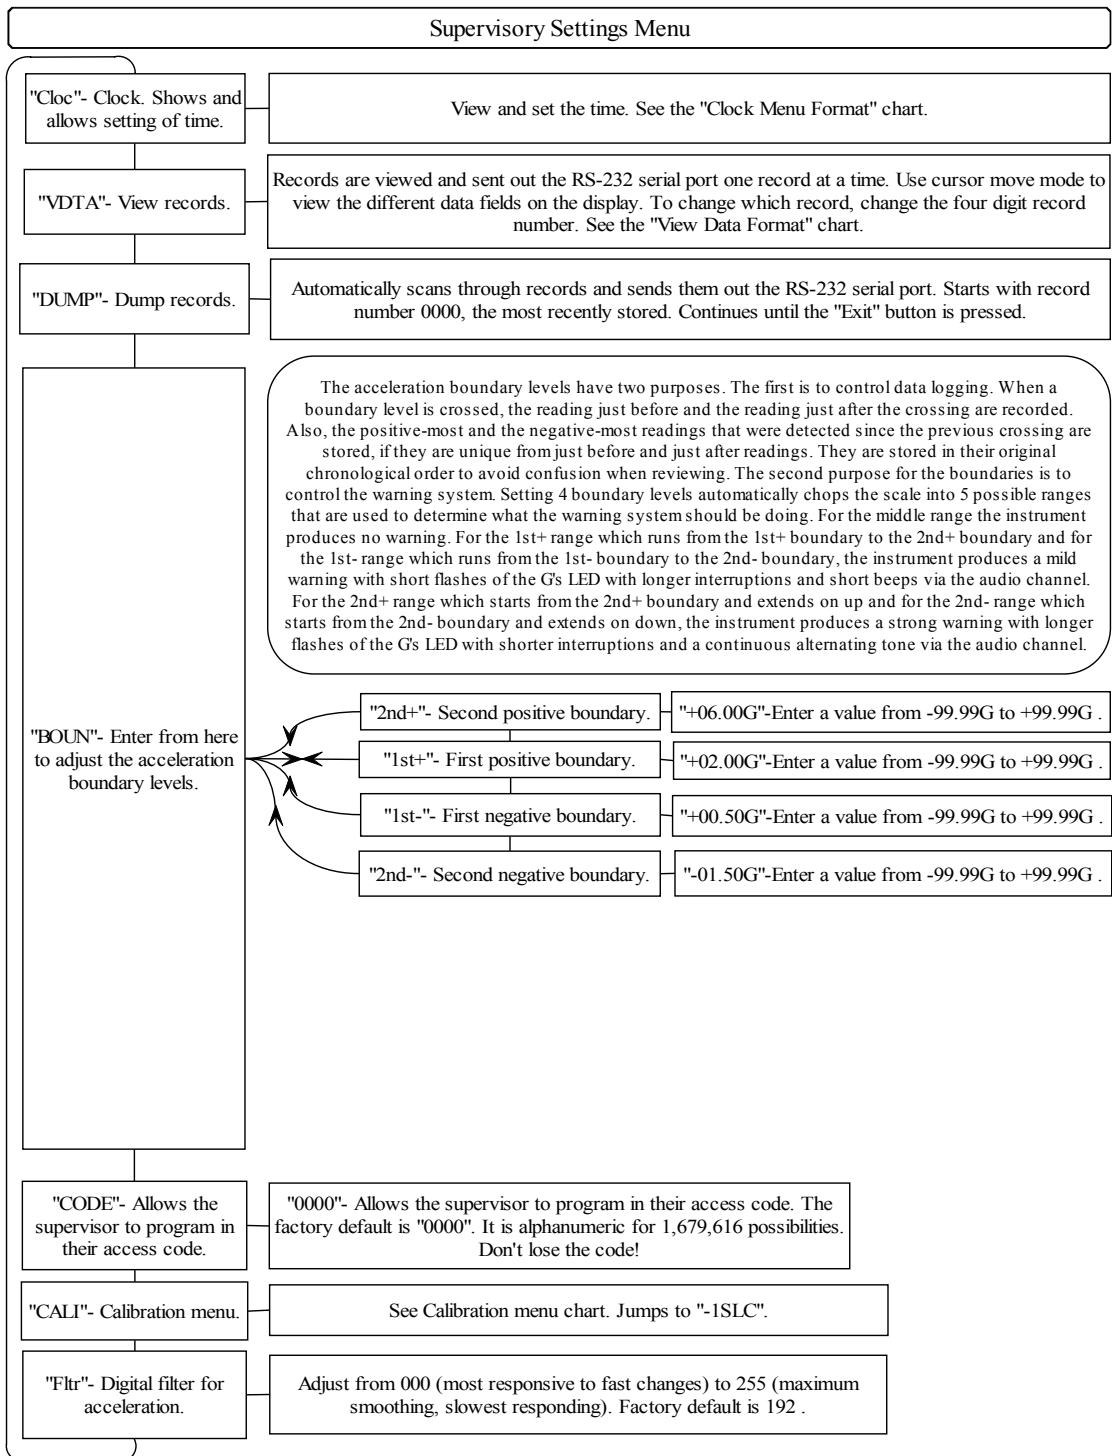 Supervisory Settings Menu
"Cloc"- Clock. Shows and
allows setting of time.
View and set the time. See the "Clock Menu Format" chart.
"VDTA"- View records.
Records are viewed and sent out the RS-232 serial port one record at a time. Use cursor move mode to
view the different data fields on the display. To change which record, change the four digit record
number. See the "View Data Format" chart.
"DUMP"- Dump records.
Automatically scans through records and sends them out the RS-232 serial port. Starts with record
number 0000, the most recently stored. Continues until the "Exit" button is pressed.
The acceleration boundary levels have two purposes. The first is to control data logging. When a
boundary level is crossed, the reading just before and the reading just after the crossing are recorded.
Also, the positive-most and the negative-most readings that were detected since the previous crossing are
stored, if they are unique from just before and just after readings. They are stored in their original
chronological order to avoid confusion when reviewing. The second purpose for the boundaries is to
control the warning system. Setting 4 boundary levels automatically chops the scale into 5 possible ranges
that are used to determine what the warning system should be doing. For the middle range the instrument
produces no warning. For the 1st+ range which runs from the 1st+ boundary to the 2nd+ boundary and for
the 1st- range which runs from the 1st- boundary to the 2nd- boundary, the instrument produces a mild
warning with short flashes of the G's LED with longer interruptions and short beeps via the audio channel.
For the 2nd+ range which starts from the 2nd+ boundary and extends on up and for the 2nd- range which
starts from the 2nd- boundary and extends on down, the instrument produces a strong warning with longer
flashes of the G's LED with shorter interruptions and a continuous alternating tone via the audio channel.
"BOUN"- Enter from here
to adjust the acceleration
boundary levels.
"2nd+"- Second positive boundary.
"+06.00G"-Enter a value from -99.99G to +99.99G .
"1st+"- First positive boundary.
"+02.00G"-Enter a value from -99.99G to +99.99G .
"1st-"- First negative boundary.
"+00.50G"-Enter a value from -99.99G to +99.99G .
"2nd-"- Second negative boundary.
"-01.50G"-Enter a value from -99.99G to +99.99G .
"CODE"- Allows the
supervisor to program in
their access code.
"0000"- Allows the supervisor to program in their access code. The
factory default is "0000". It is alphanumeric for 1,679,616 possibilities.
Don't lose the code!
"CALI"- Calibration menu.
See Calibration menu chart. Jumps to "-1SLC".
"Fltr"- Digital filter for
acceleration.
Adjust from 000 (most responsive to fast changes) to 255 (maximum
smoothing, slowest responding). Factory default is 192 .